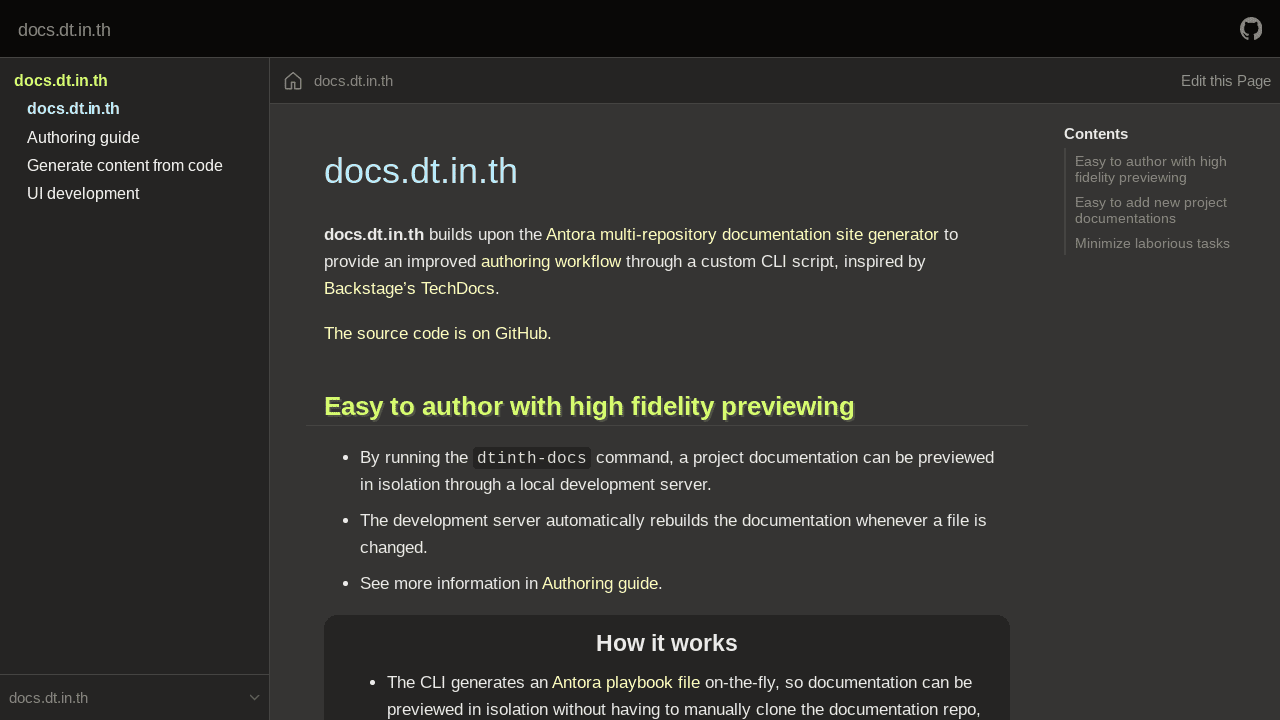 docs.dt.in.th
docs.dt.in.th
docs.dt.in.th
Authoring guide
Generate content from code
UI development
docs.dt.in.th
docs.dt.in.th
Edit this Page
docs.dt.in.th
docs.dt.in.th builds upon the Antora multi-repository documentation site generator to
provide an improved authoring workflow through a custom CLI script, inspired by
Backstage’s TechDocs.
The source code is on GitHub.
Easy to author with high fidelity previewing
By running the dtinth-docs command, a project documentation can be previewed
in isolation through a local development server.
The development server automatically rebuilds the documentation whenever a file is
changed.
See more information in Authoring guide.
How it works
The CLI generates an Antora playbook file on-the-fly, so documentation can be
previewed in isolation without having to manually clone the documentation repo,
Contents
Easy to author with high
fidelity previewing
Easy to add new project
documentations
Minimize laborious tasks